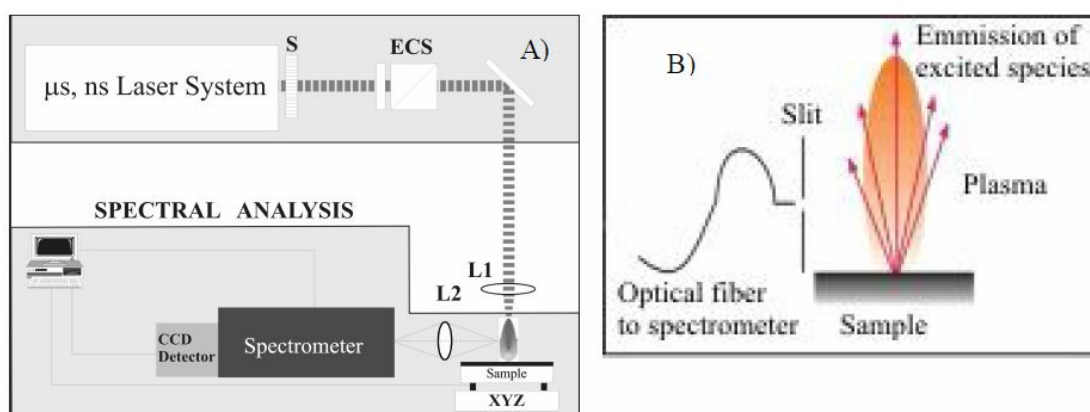 S
ECS
A)
μs, ns Laser System
SPECTRAL ANALYSIS
L1
L2
CCD
Detector
Spectrometer
Sample
XYZ
B)
Emmission of
excited species
Slit
Plasma
Optical fiber
to spectrometer
Sample